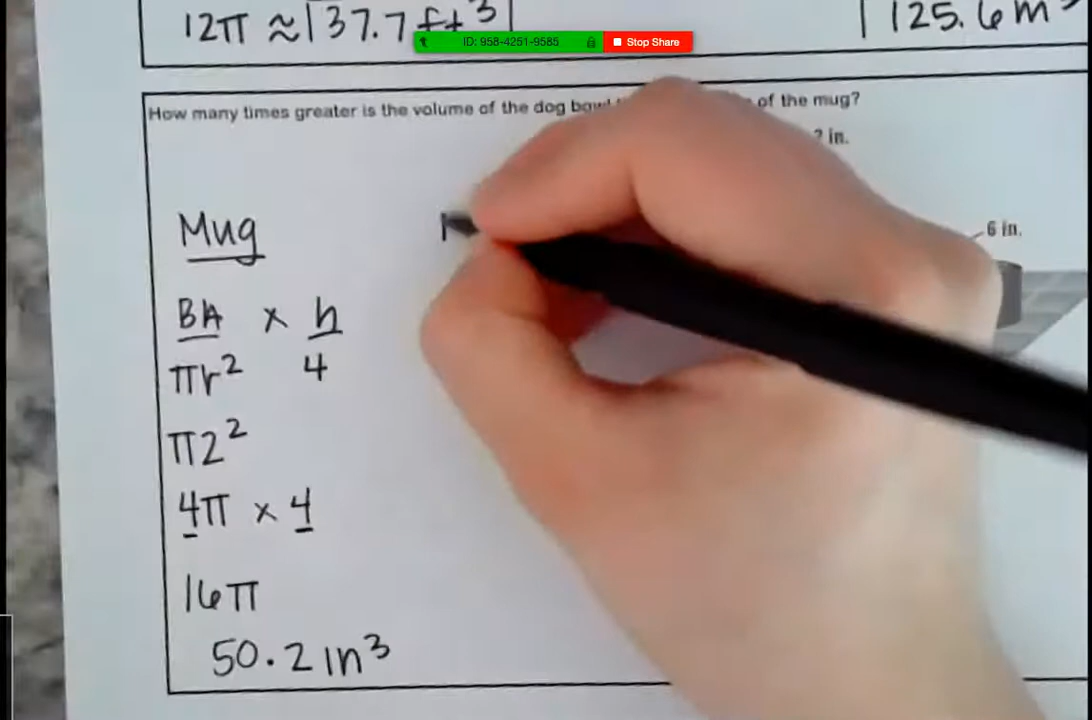 12π ≈ 37.7 ft³
125.6 m³
ID: 958-4251-9585
Stop Share
How many times greater is the volume of the dog bowl of the mug?
2 in.
6 in.
Mug
BA × h
πr² 4
π2²
4π × 4
16π
50.2 in³